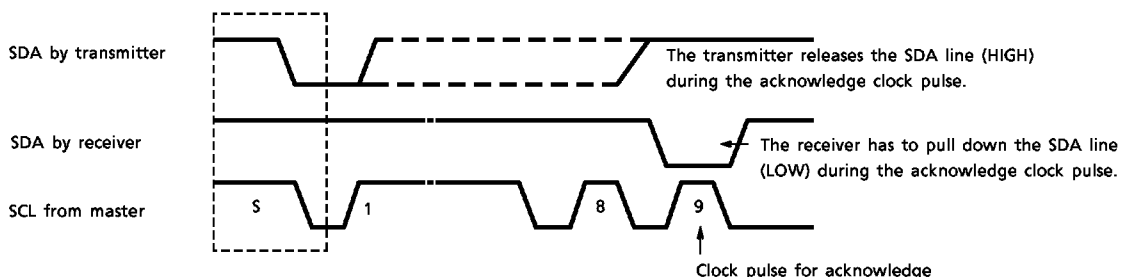 SDA by transmitter
The transmitter releases the SDA line (HIGH)
during the acknowledge clock pulse.
SDA by receiver
The receiver has to pull down the SDA line
(LOW) during the acknowledge clock pulse.
SCL from master
S
1
8
9
Clock pulse for acknowledge